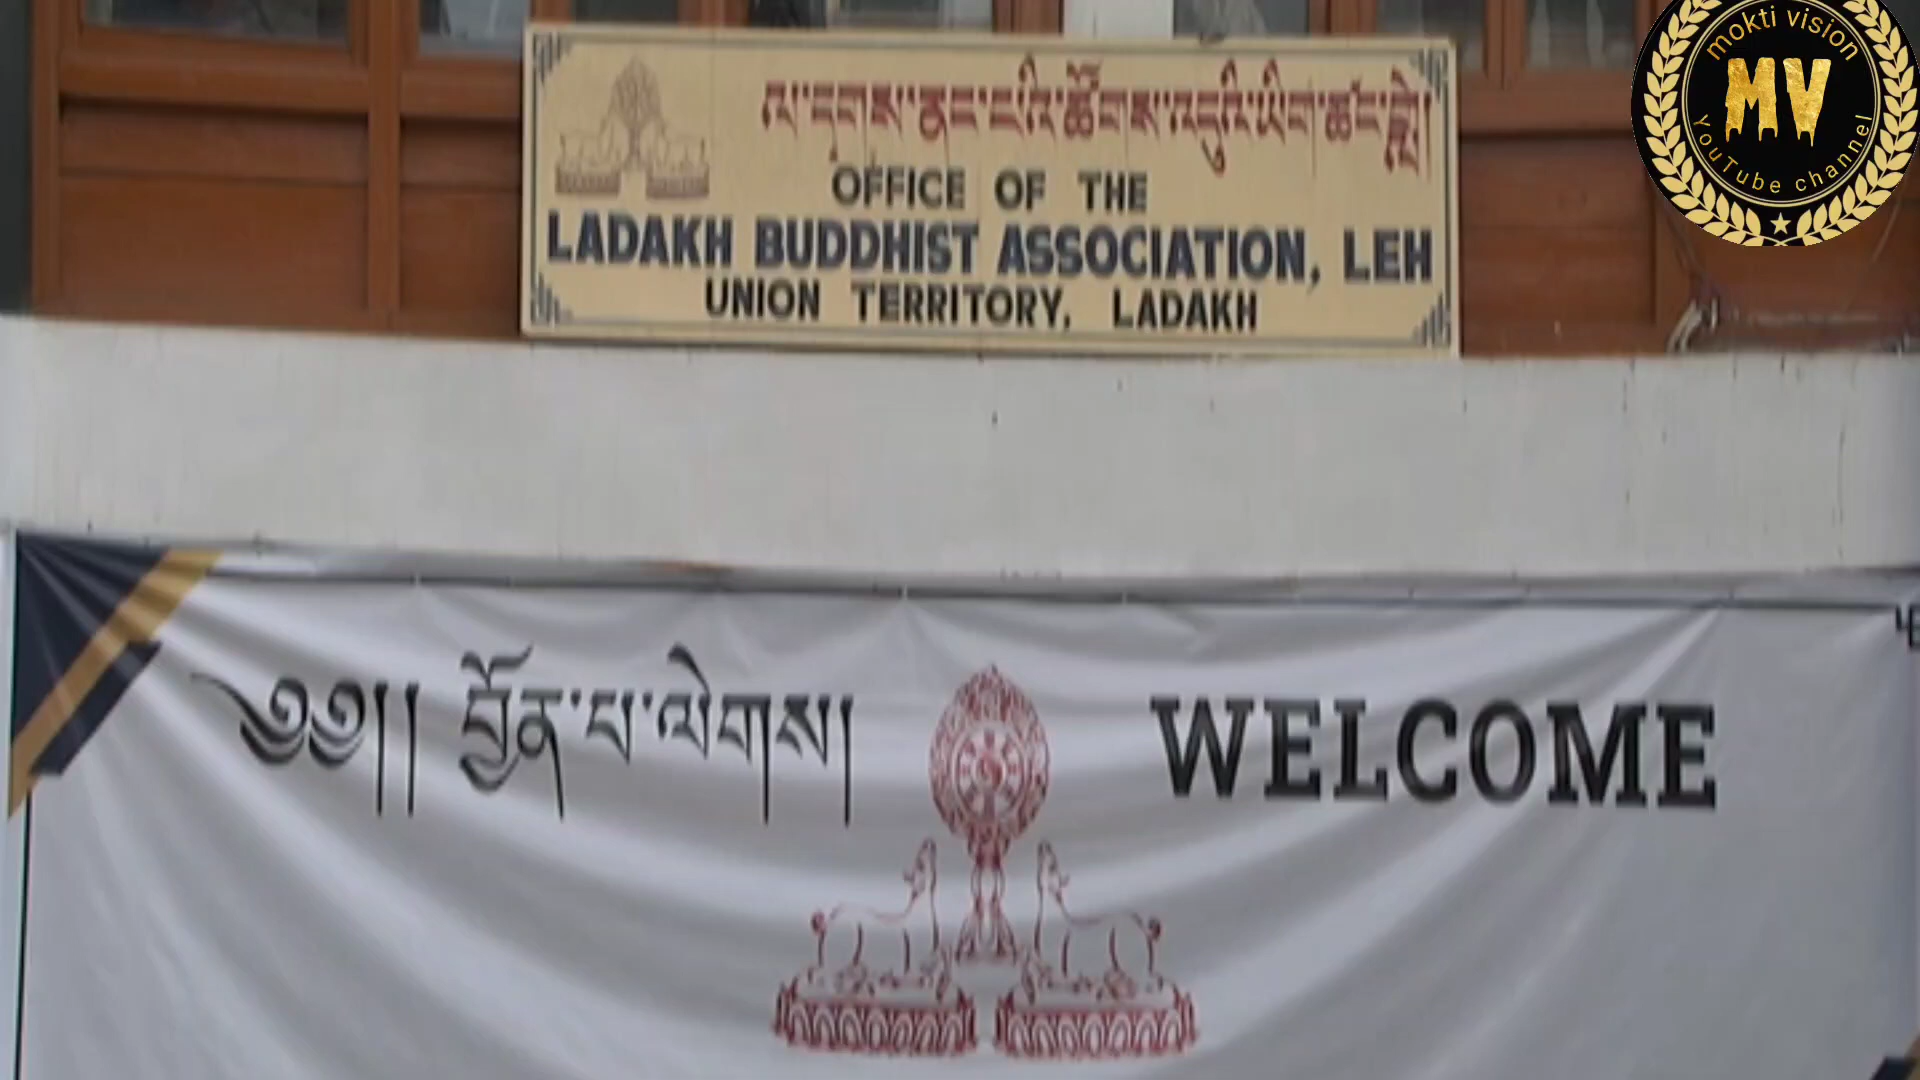 mokti vision
MV
YouTube channel
ལ་དྭགས་ནང་པའི་ཚོགས་འདུའི་ཡིག་ཚང་སླེ།
OFFICE OF THE
LADAKH BUDDHIST ASSOCIATION, LEH
UNION TERRITORY, LADAKH
༄༅།། བྱོན་པ་ལེགས། WELCOME